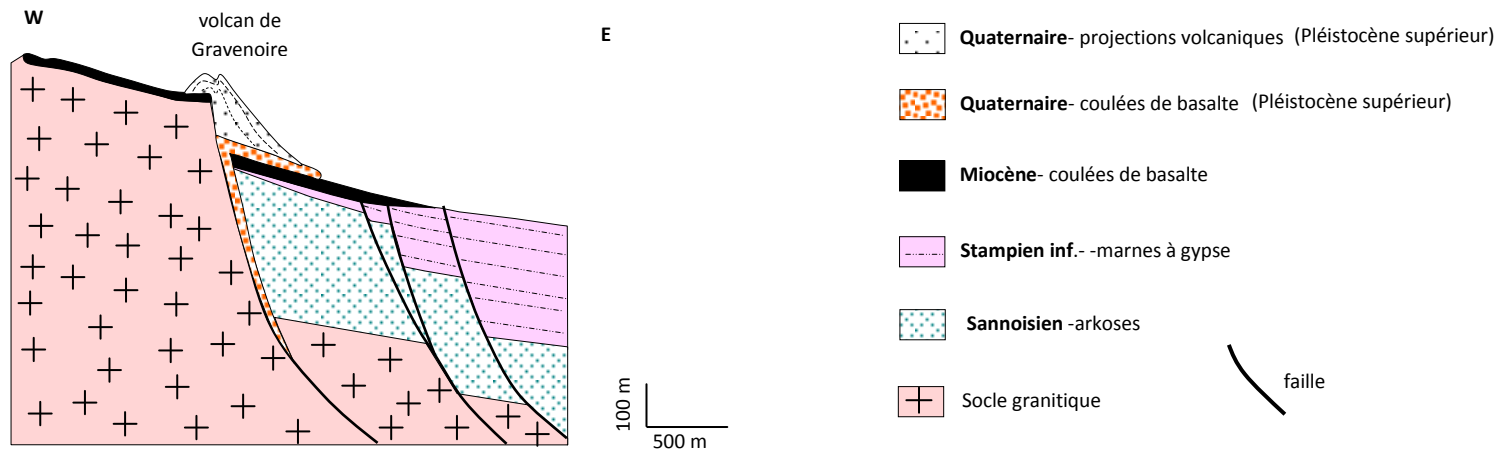 W
volcan de
Gravenoire
E
100 m
500 m
Quaternaire- projections volcaniques (Pléistocène supérieur)
Quaternaire- coulées de basalte (Pléistocène supérieur)
Miocène- coulées de basalte
Stampien inf.- -marnes à gypse
Sannoisien -arkoses
Socle granitique
faille